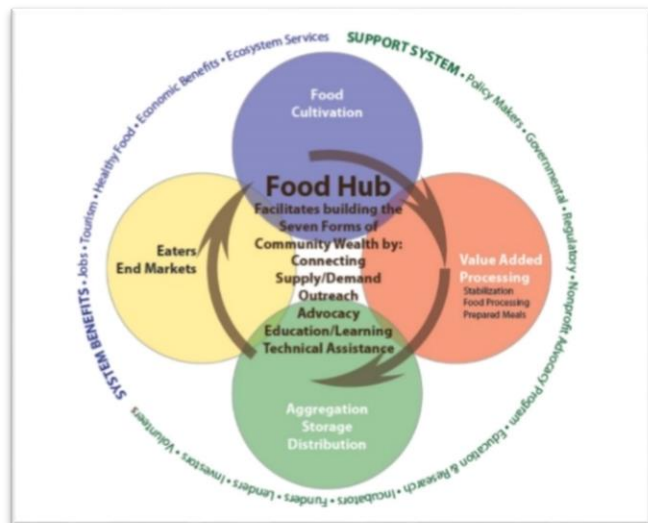 SYSTEM BENEFITS • Jobs • Tourism • Healthy Food • Economic Benefits • Ecosystem Services
SUPPORT SYSTEM • Policy Makers • Governmental • Regulatory • Nonprofit Advocacy Program • Education & Research • Incubators • Funders • Lenders • Investors • Volunteers
Food
Cultivation
Food Hub
Facilitates building the
Seven Forms of
Community Wealth by:
Connecting
Supply/Demand
Outreach
Advocacy
Education/Learning
Technical Assistance
Eaters
End Markets
Value Added
Processing
Stabilization
Food Processing
Prepared Meals
Aggregation
Storage
Distribution